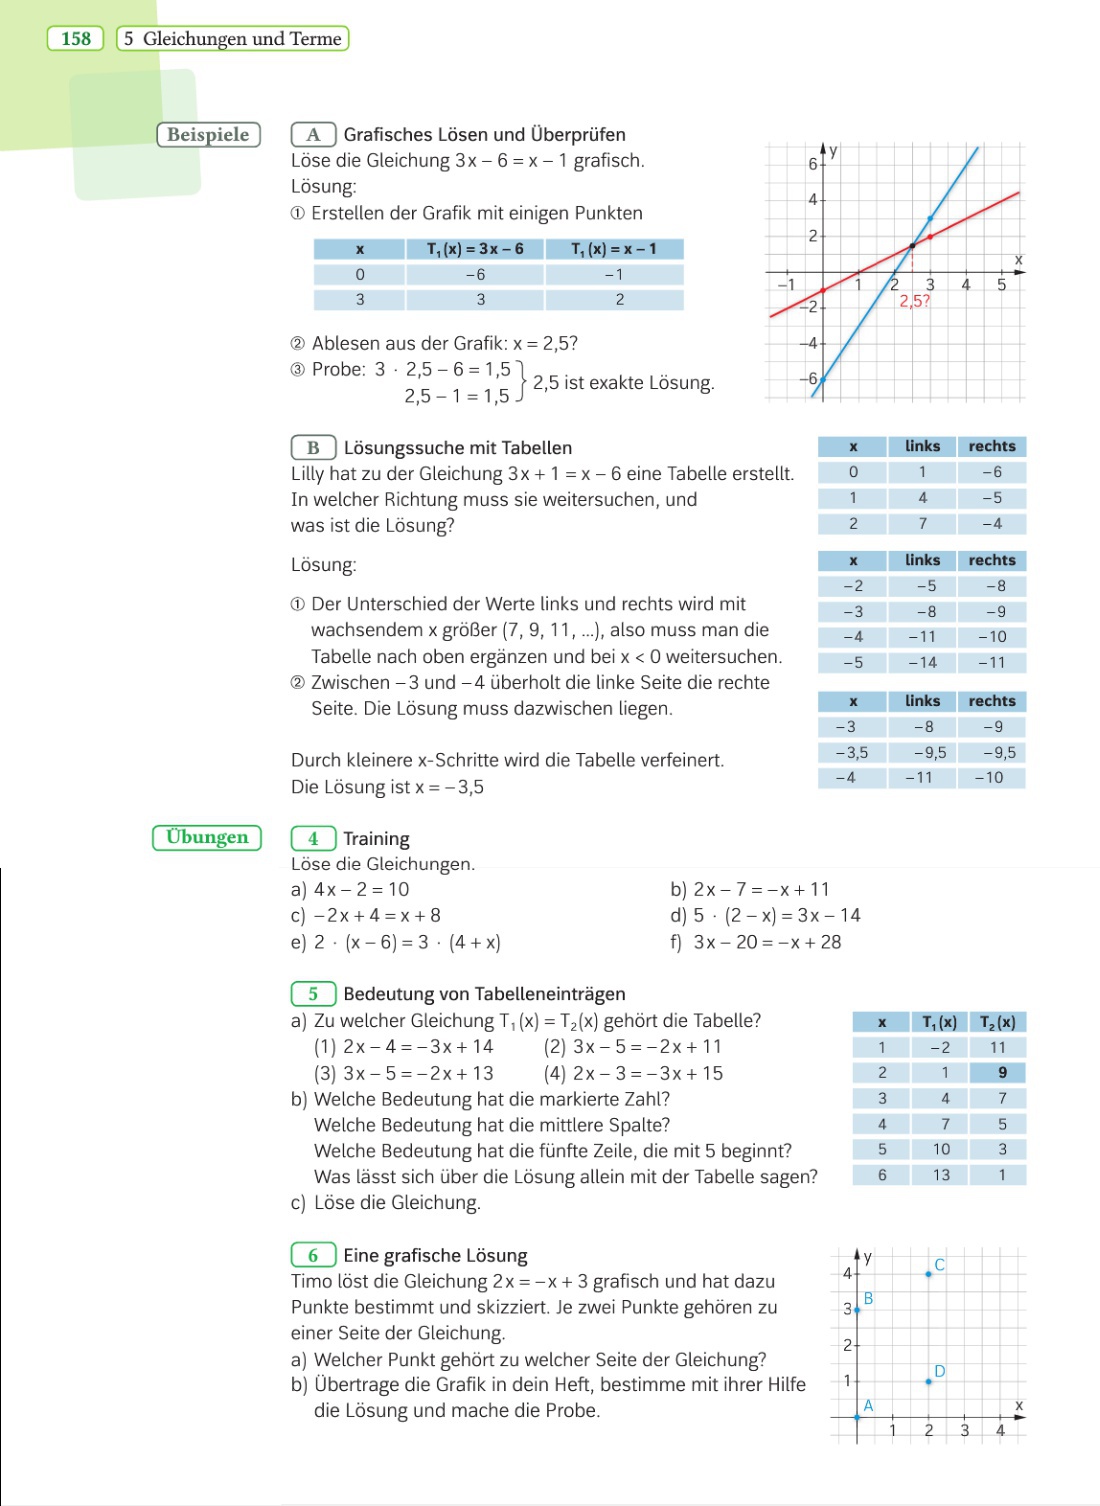 158 5 Gleichungen und Terme
Beispiele
A Grafisches Lösen und Überprüfen
Löse die Gleichung 3x – 6 = x – 1 grafisch.
Lösung:
① Erstellen der Grafik mit einigen Punkten
x T₁(x) = 3x – 6 T₁(x) = x – 1
0 –6 –1
3 3 2
② Ablesen aus der Grafik: x = 2,5?
③ Probe: 3 · 2,5 – 6 = 1,5
2,5 – 1 = 1,5 } 2,5 ist exakte Lösung.
y
6
4
2
x
–1 1 2 3 4 5
–2 2,5?
–4
–6
B Lösungssuche mit Tabellen
Lilly hat zu der Gleichung 3x + 1 = x – 6 eine Tabelle erstellt.
In welcher Richtung muss sie weitersuchen, und
was ist die Lösung?
x links rechts
0 1 –6
1 4 –5
2 7 –4
Lösung:
① Der Unterschied der Werte links und rechts wird mit
wachsendem x größer (7, 9, 11, ...), also muss man die
Tabelle nach oben ergänzen und bei x < 0 weitersuchen.
② Zwischen –3 und –4 überholt die linke Seite die rechte
Seite. Die Lösung muss dazwischen liegen.
x links rechts
–2 –5 –8
–3 –8 –9
–4 –11 –10
–5 –14 –11
Durch kleinere x-Schritte wird die Tabelle verfeinert.
Die Lösung ist x = –3,5
x links rechts
–3 –8 –9
–3,5 –9,5 –9,5
–4 –11 –10
Übungen
4 Training
Löse die Gleichungen.
a) 4x – 2 = 10 b) 2x – 7 = –x + 11
c) –2x + 4 = x + 8 d) 5 · (2 – x) = 3x – 14
e) 2 · (x – 6) = 3 · (4 + x) f) 3x – 20 = –x + 28
5 Bedeutung von Tabelleneinträgen
a) Zu welcher Gleichung T₁(x) = T₂(x) gehört die Tabelle?
(1) 2x – 4 = –3x + 14 (2) 3x – 5 = –2x + 11
(3) 3x – 5 = –2x + 13 (4) 2x – 3 = –3x + 15
b) Welche Bedeutung hat die markierte Zahl?
Welche Bedeutung hat die mittlere Spalte?
Welche Bedeutung hat die fünfte Zeile, die mit 5 beginnt?
Was lässt sich über die Lösung allein mit der Tabelle sagen?
c) Löse die Gleichung.
x T₁(x) T₂(x)
1 –2 11
2 1 9
3 4 7
4 7 5
5 10 3
6 13 1
6 Eine grafische Lösung
Timo löst die Gleichung 2x = –x + 3 grafisch und hat dazu
Punkte bestimmt und skizziert. Je zwei Punkte gehören zu
einer Seite der Gleichung.
a) Welcher Punkt gehört zu welcher Seite der Gleichung?
b) Übertrage die Grafik in dein Heft, bestimme mit ihrer Hilfe
die Lösung und mache die Probe.
y
4 C
3 B
2
1 D
A x
1 2 3 4